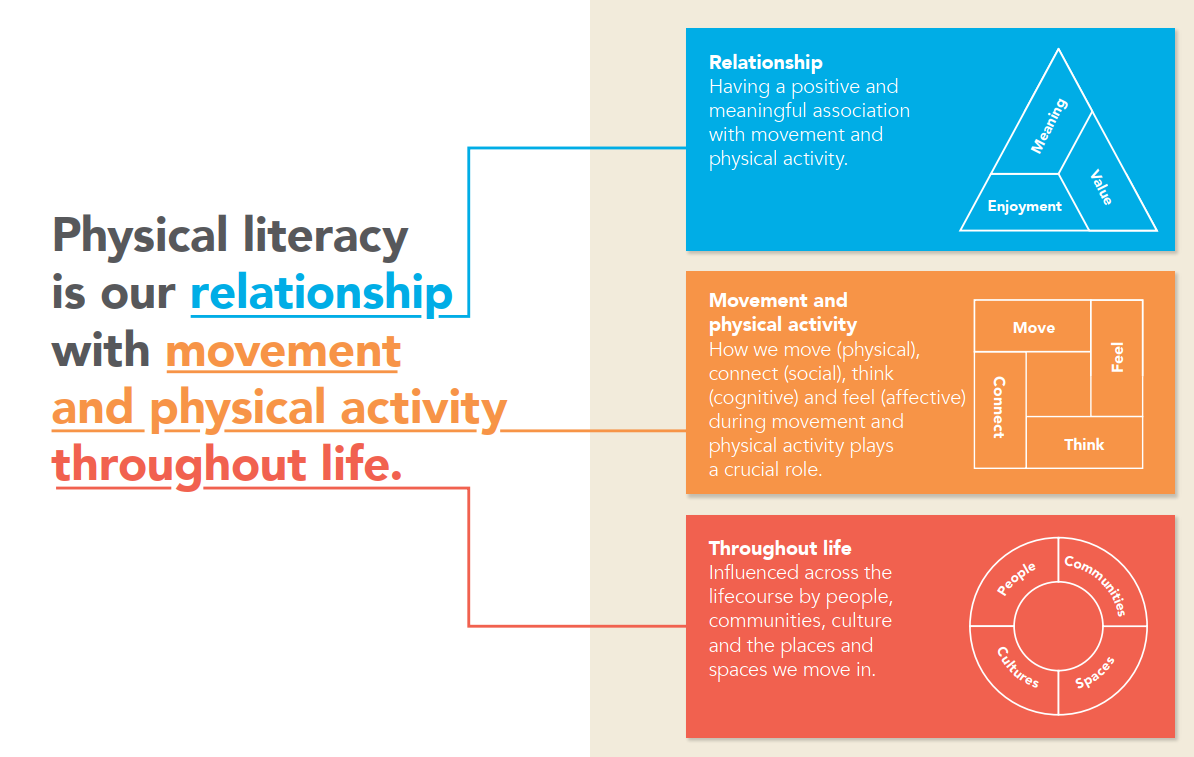 Physical literacy
is our relationship
with movement
and physical activity
throughout life.
Relationship
Having a positive and
meaningful association
with movement and
physical activity.
Meaning
Value
Enjoyment
Movement and
physical activity
How we move (physical),
connect (social), think
(cognitive) and feel (affective)
during movement and
physical activity plays
a crucial role.
Move
Feel
Connect
Think
Throughout life
Influenced across the
lifecourse by people,
communities, culture
and the places and
spaces we move in.
People
Communities
Cultures
Spaces